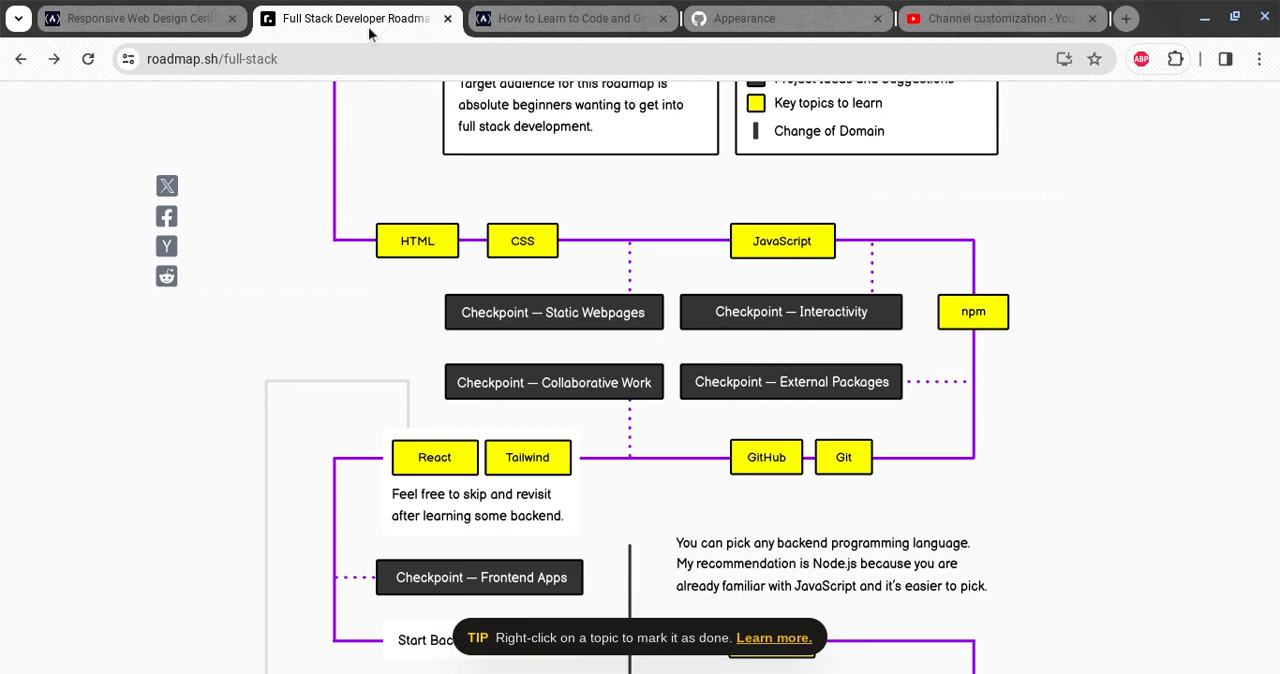 Responsive Web Design Certi
Full Stack Developer Roadma
How to Learn to Code and G
Appearance
Channel customization - You
roadmap.sh/full-stack
ABP
Target audience for this roadmap is
absolute beginners wanting to get into
full stack development.
Project Ideas and Suggestions
Key topics to learn
Change of Domain
HTML
CSS
JavaScript
Checkpoint — Static Webpages
Checkpoint — Interactivity
npm
Checkpoint — Collaborative Work
Checkpoint — External Packages
React
Tailwind
GitHub
Git
Feel free to skip and revisit
after learning some backend.
You can pick any backend programming language.
My recommendation is Node.js because you are
already familiar with JavaScript and it's easier to pick.
Checkpoint — Frontend Apps
Start Bac
TIP Right-click on a topic to mark it as done. Learn more.